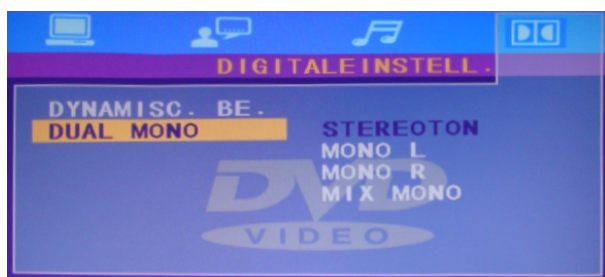 DIGITALEINSTELL.
DYNAMISC. BE.
DUAL MONO
STEREOTON
MONO L
MONO R
MIX MONO
DVD
VIDEO